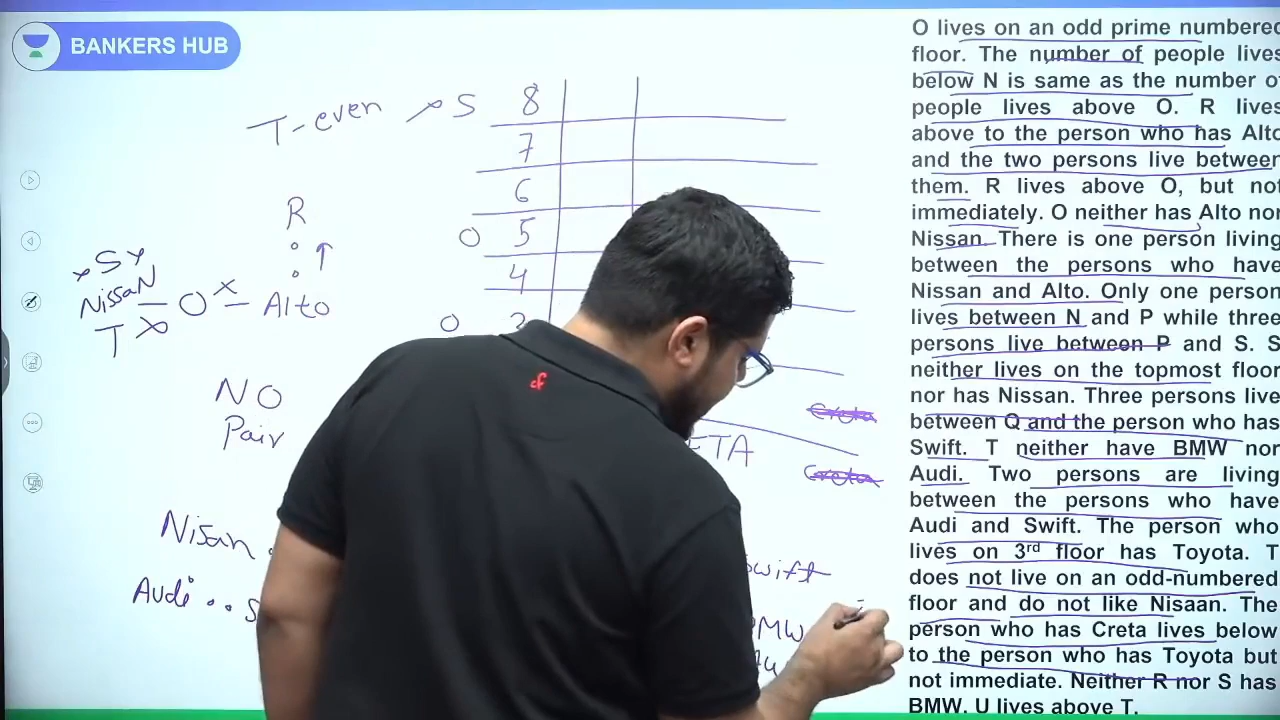 BANKERS HUB
T-even
S 8
7
6
O 5
4
O
R
S
Nissan
O
Alto
T
NO
Pair
Creta
ETA
Creta
Nisan
Audi
Swift
O lives on an odd prime numbered
floor. The number of people lives
below N is same as the number o
people lives above O. R lives
above to the person who has Alto
and the two persons live between
them. R lives above O, but not
immediately. O neither has Alto nor
Nissan. There is one person living
between the persons who have
Nissan and Alto. Only one person
lives between N and P while three
persons live between P and S. S
neither lives on the topmost floor
nor has Nissan. Three persons live
between Q and the person who has
Swift. T neither have BMW nor
Audi. Two persons are living
between the persons who have
Audi and Swift. The person who
lives on 3rd floor has Toyota. T
does not live on an odd-numbered
floor and do not like Nisaan. The
person who has Creta lives below
to the person who has Toyota but
not immediate. Neither R nor S has
BMW. U lives above T.